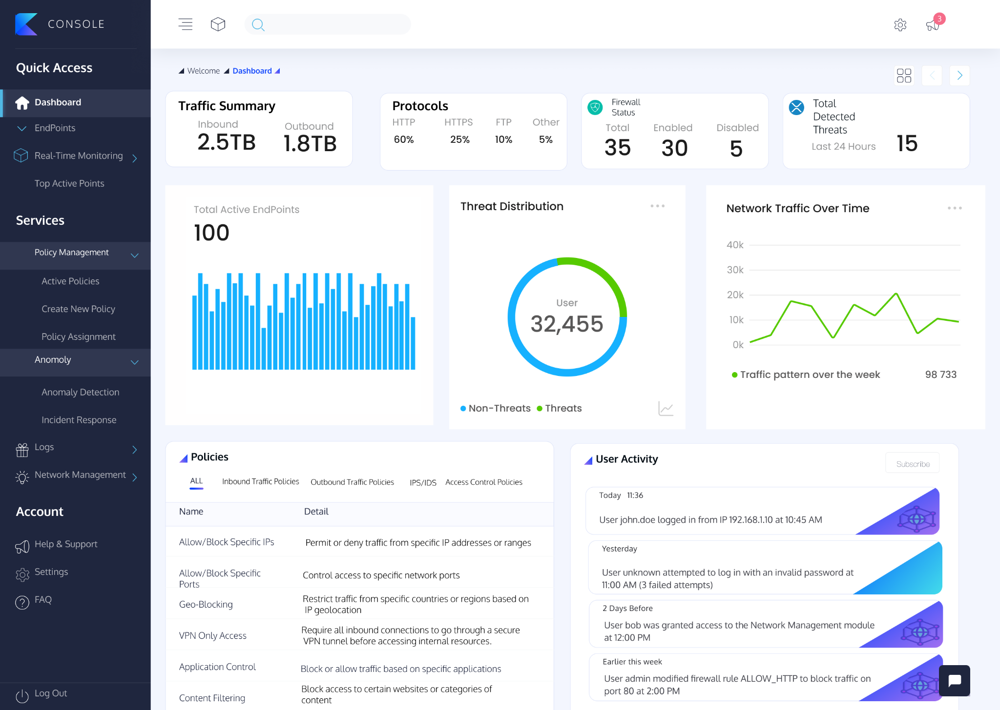 CONSOLE
3
Quick Access
Dashboard
EndPoints
Real-Time Monitoring
Top Active Points
Services
Policy Management
Active Policies
Create New Policy
Policy Assignment
Anomoly
Anomaly Detection
Incident Response
Logs
Network Management
Account
Help & Support
Settings
FAQ
Log Out
Welcome Dashboard
Traffic Summary
Inbound Outbound
2.5TB 1.8TB
Protocols
HTTP HTTPS FTP Other
60% 25% 10% 5%
Firewall
Status
Total Enabled Disabled
35 30 5
Total
Detected
Threats
Last 24 Hours 15
Total Active EndPoints
100
Threat Distribution
User
32,455
Non-Threats Threats
Network Traffic Over Time
40k
30k
20k
10k
0k
Traffic pattern over the week 98 733
Policies
ALL Inbound Traffic Policies Outbound Traffic Policies IPS/IDS Access Control Policies
Name Detail
Allow/Block Specific IPs Permit or deny traffic from specific IP addresses or ranges
Allow/Block Specific
Ports
Control access to specific network ports
Geo-Blocking
Restrict traffic from specific countries or regions based on
IP geolocation
VPN Only Access
Require all inbound connections to go through a secure
VPN tunnel before accessing internal resources.
Application Control Block or allow traffic based on specific applications
Content Filtering
Block access to certain websites or categories of
content
User Activity
Subscribe
Today 11:36
User john.doe logged in from IP 192.168.1.10 at 10:45 AM
Yesterday
User unknown attempted to log in with an invalid password at
11:00 AM (3 failed attempts)
2 Days Before
User bob was granted access to the Network Management module
at 12:00 PM
Earlier this week
User admin modified firewall rule ALLOW_HTTP to block traffic on
port 80 at 2:00 PM